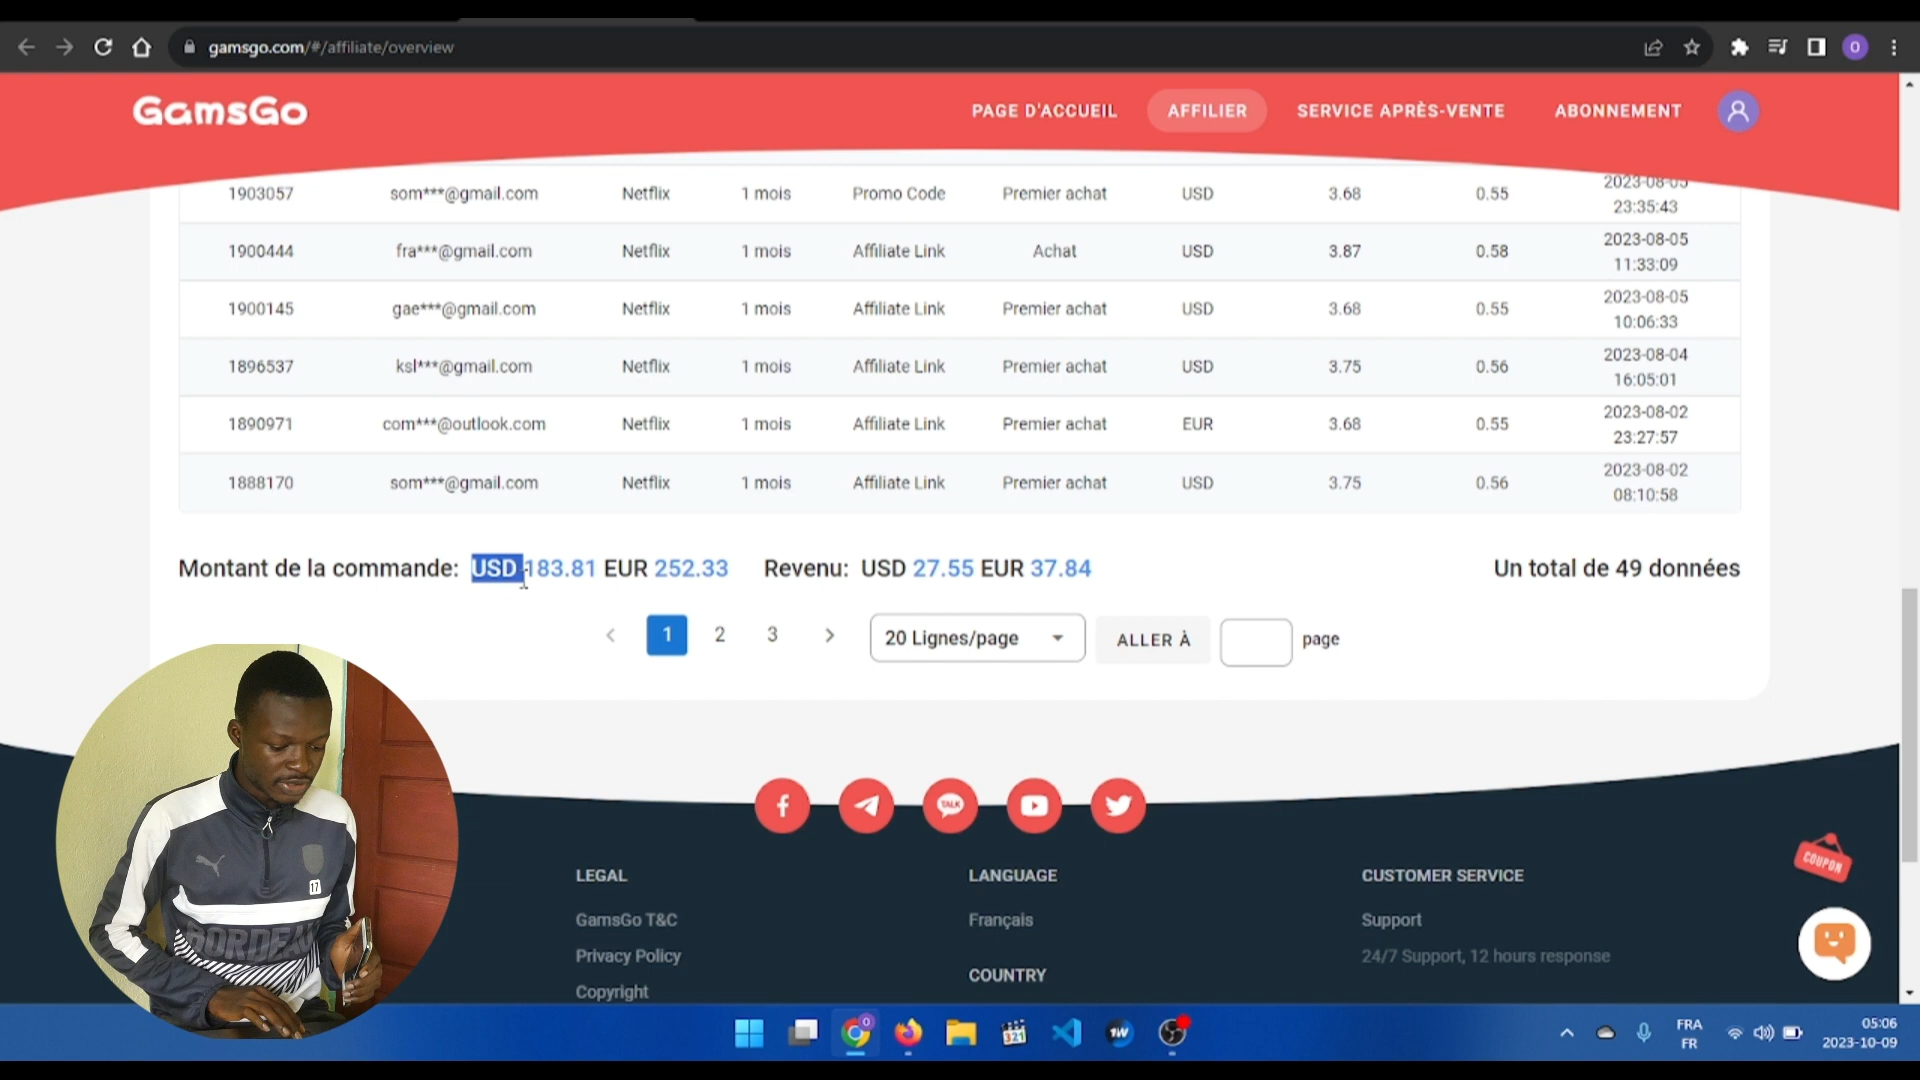 gamsgo.com/#/affiliate/overview
O
GamsGo
PAGE D'ACCUEIL
AFFILIER
SERVICE APRÈS-VENTE
ABONNEMENT
1903057 som***@gmail.com Netflix 1 mois Promo Code Premier achat USD 3.68 0.55 2023-08-05 23:35:43
1900444 fra***@gmail.com Netflix 1 mois Affiliate Link Achat USD 3.87 0.58 2023-08-05 11:33:09
1900145 gae***@gmail.com Netflix 1 mois Affiliate Link Premier achat USD 3.68 0.55 2023-08-05 10:06:33
1896537 ksl***@gmail.com Netflix 1 mois Affiliate Link Premier achat USD 3.75 0.56 2023-08-04 16:05:01
1890971 com***@outlook.com Netflix 1 mois Affiliate Link Premier achat EUR 3.68 0.55 2023-08-02 23:27:57
1888170 som***@gmail.com Netflix 1 mois Affiliate Link Premier achat USD 3.75 0.56 2023-08-02 08:10:58
Montant de la commande: USD 183.81 EUR 252.33 Revenu: USD 27.55 EUR 37.84 Un total de 49 données
1 2 3 20 Lignes/page ALLER À page
TALK
LEGAL
GamsGo T&C
Privacy Policy
Copyright
LANGUAGE
Français
COUNTRY
CUSTOMER SERVICE
Support
24/7 Support, 12 hours response
COUPON
17
BORDEAU
321
1W
FRA
FR
05:06
2023-10-09